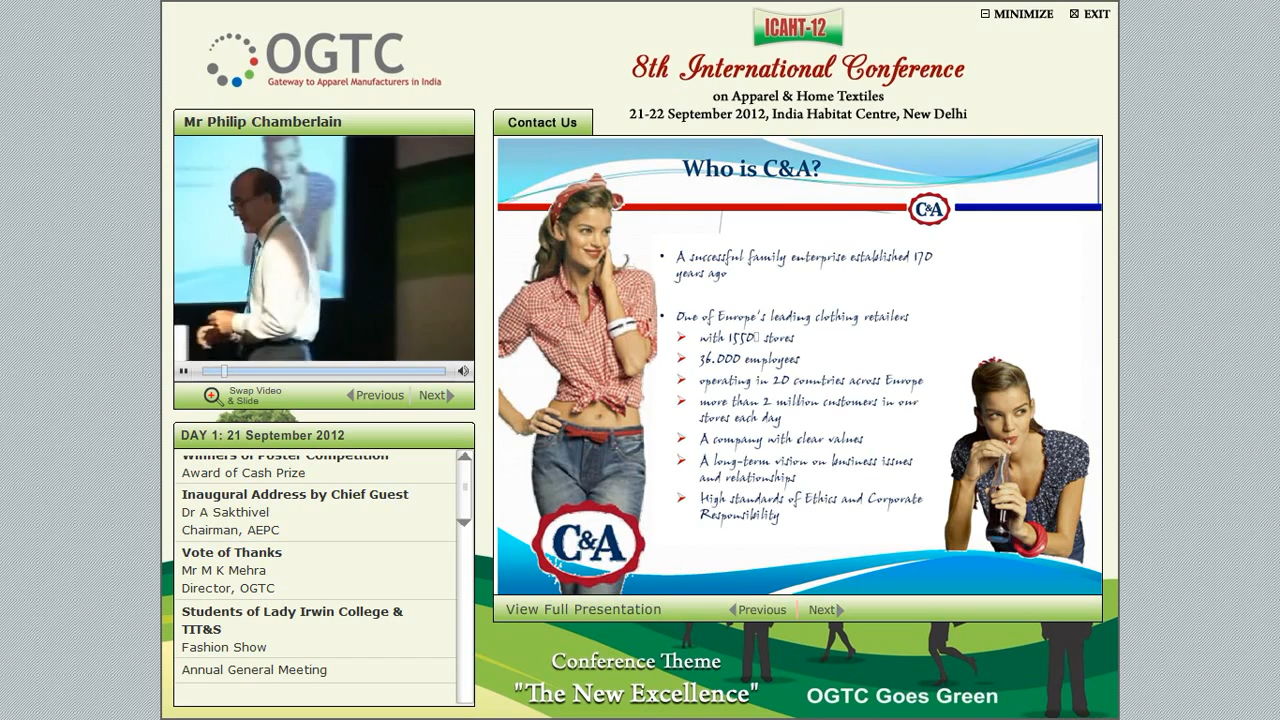 OGTC
Gateway to Apparel Manufacturers in India
ICAHT-12
MINIMIZE EXIT
8th International Conference
on Apparel & Home Textiles
21-22 September 2012, India Habitat Centre, New Delhi
Mr Philip Chamberlain
Swap Video
& Slide
Previous Next
DAY 1: 21 September 2012
Winners of Poster Competition
Award of Cash Prize
Inaugural Address by Chief Guest
Dr A Sakthivel
Chairman, AEPC
Vote of Thanks
Mr M K Mehra
Director, OGTC
Students of Lady Irwin College &
TIT&S
Fashion Show
Annual General Meeting
Contact Us
Who is C&A?
C&A
• A successful family enterprise established 170
years ago
• One of Europe's leading clothing retailers
with 1550 stores
36.000 employees
operating in 20 countries across Europe
more than 2 million customers in our
stores each day
A company with clear values
A long-term vision on business issues
and relationships
High standards of Ethics and Corporate
Responsibility
C&A
View Full Presentation Previous Next
Conference Theme
"The New Excellence"
OGTC Goes Green